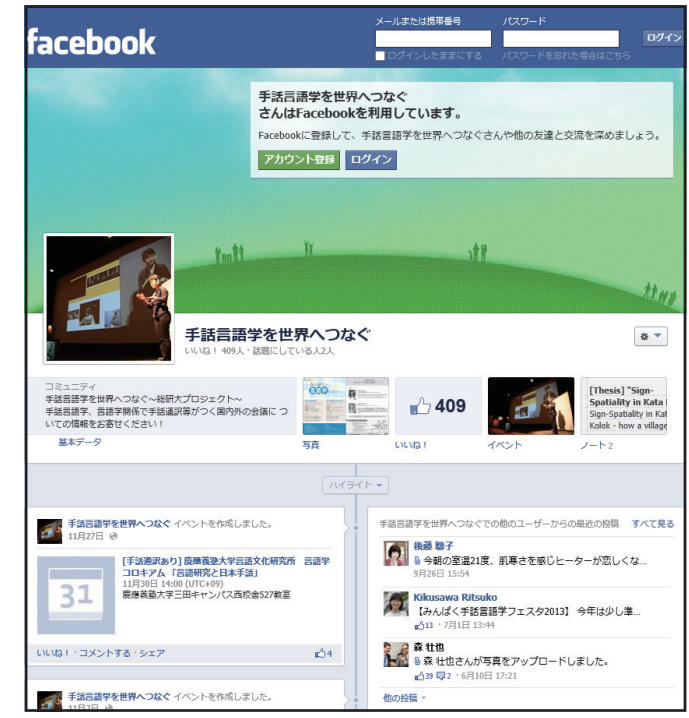 facebook
メールまたは携帯番号
パスワード
ログイン
ログインしたままにする
パスワードを忘れた場合はこちら
手話言語学を世界へつなぐ
さんはFacebookを利用しています。
Facebookに登録して、手話言語学を世界へつなぐさんや他の友達と交流を深めましょう。
アカウント登録 ログイン
手話言語学を世界へつなぐ
いいね！ 409人・話題にしている人2人
コミュニティ
手話言語学を世界へつなぐ～総研大プロジェクト～
手話言語学、言語学関係で手話通訳等がつく国内外の会議に つ
いての情報をお寄せください！
基本データ
写真
409
いいね！
イベント
[Thesis] "Sign-
Spatiality in Kata
Sign-Spatiality in Kat
Kolok - how a village
ノート 2
ハイライト
手話言語学を世界へつなぐ イベントを作成しました。
11月27日
31
[手話通訳あり] 慶應義塾大学言語文化研究所 言語学
コロキアム 「言語研究と日本手話」
11月30日 14:00 (UTC+09)
慶應義塾大学三田キャンパス西校舎527教室
いいね！・コメントする・シェア
4
手話言語学を世界へつなぐ イベントを作成しました。
11月7日
手話言語学を世界へつなぐでの他のユーザーからの最近の投稿 すべて見る
後藤 聡子
今朝の室温21度、肌寒さを感じヒーターが恋しくな...
9月26日 15:54
Kikusawa Ritsuko
【みんぱく手話言語学フェスタ2013】 今年は少し準...
13 ・7月1日 13:44
森 壮也
森 壮也さんが写真をアップロードしました。
39 2 ・6月10日 17:21
他の投稿